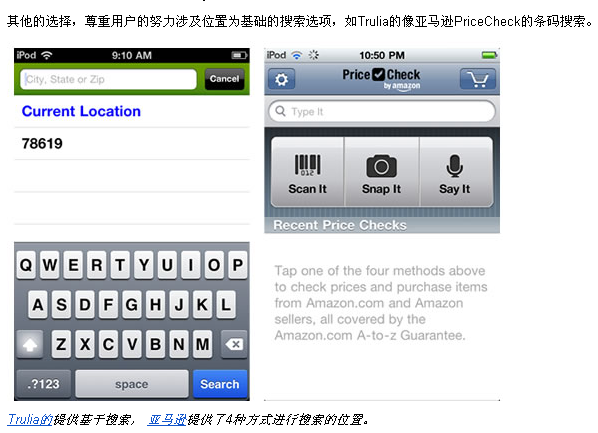 其他的选择，尊重用户的努力涉及位置为基础的搜索选项，如Trulia的像亚马逊PriceCheck的条码搜索。
iPod 9:10 AM
City, State or Zip Cancel
Current Location
78619
Q W E R T Y U I O P
A S D F G H J K L
Z X C V B N M
.?123 space Search
iPod 10:50 PM
Price Check
by amazon
Type It
Scan It Snap It Say It
Recent Price Checks
Tap one of the four methods above
to check prices and purchase items
from Amazon.com and Amazon
sellers, all covered by the
Amazon.com A-to-z Guarantee.
Trulia的提供基于搜索， 亚马逊提供了4种方式进行搜索的位置。